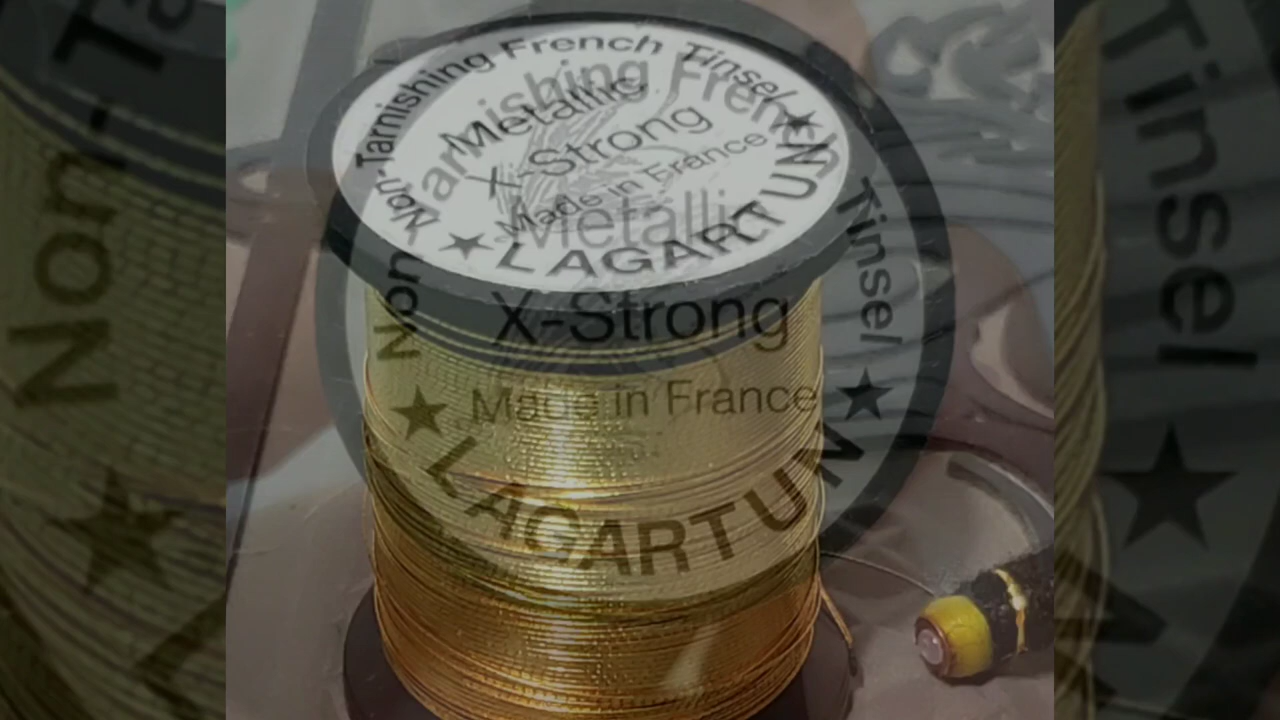 Non-Tarnishing French Tinsel
Metallic
X-Strong
Made in France
★ LAGARTUN ★
Non-Tarnishing French Tinsel
Metallic
X-Strong
Made in France
★ LAGARTUN ★
Non-T
Tinsel
★
★